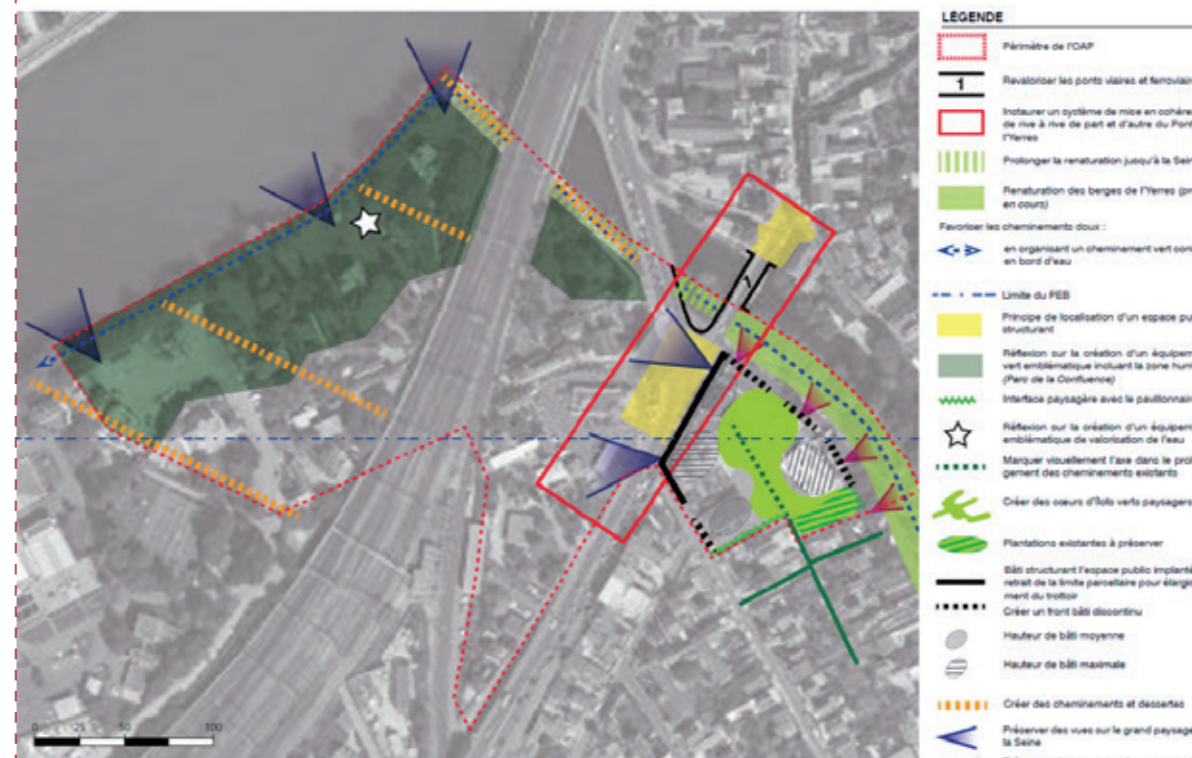 LÉGENDE
Périmètre de l'OAP
1
Revaloriser les ponts viaires et ferroviair
Instaurer un système de mise en cohére
de rive à rive de part et d'autre du Pont
l'Yerres
Prolonger la renaturation jusqu'à la Sein
Renaturation des berges de l'Yerres (pr
en cours)
Favoriser les cheminements doux :
en organisant un cheminement vert con
en bord d'eau
Limite du PEB
Principe de localisation d'un espace pu
structurant
Réflexion sur la création d'un équipem
vert emblématique incluant la zone hum
(Parc de la Confluence)
Interface paysagère avec le pavillonnair
Réflexion sur la création d'un équipem
emblématique de valorisation de l'eau
Marquer visuellement l'axe dans le prol
gement des cheminements existants
Créer des cœurs d'îlots verts paysagers
Plantations existantes à préserver
Bâti structurant l'espace public implanté
retrait de la limite parcellaire pour élargi
ment du trottoir
Créer un front bâti discontinu
Hauteur de bâti moyenne
Hauteur de bâti maximale
Créer des cheminements et dessertes
Préserver des vues sur le grand paysage
la Seine
1
0 25 50 100